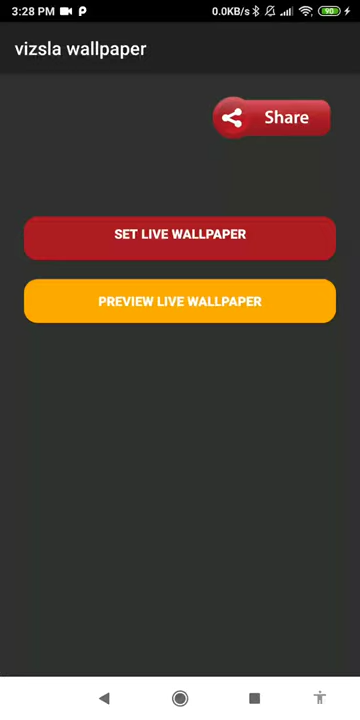 3:28 PM 0.0KB/s 90
vizsla wallpaper
Share
SET LIVE WALLPAPER
PREVIEW LIVE WALLPAPER